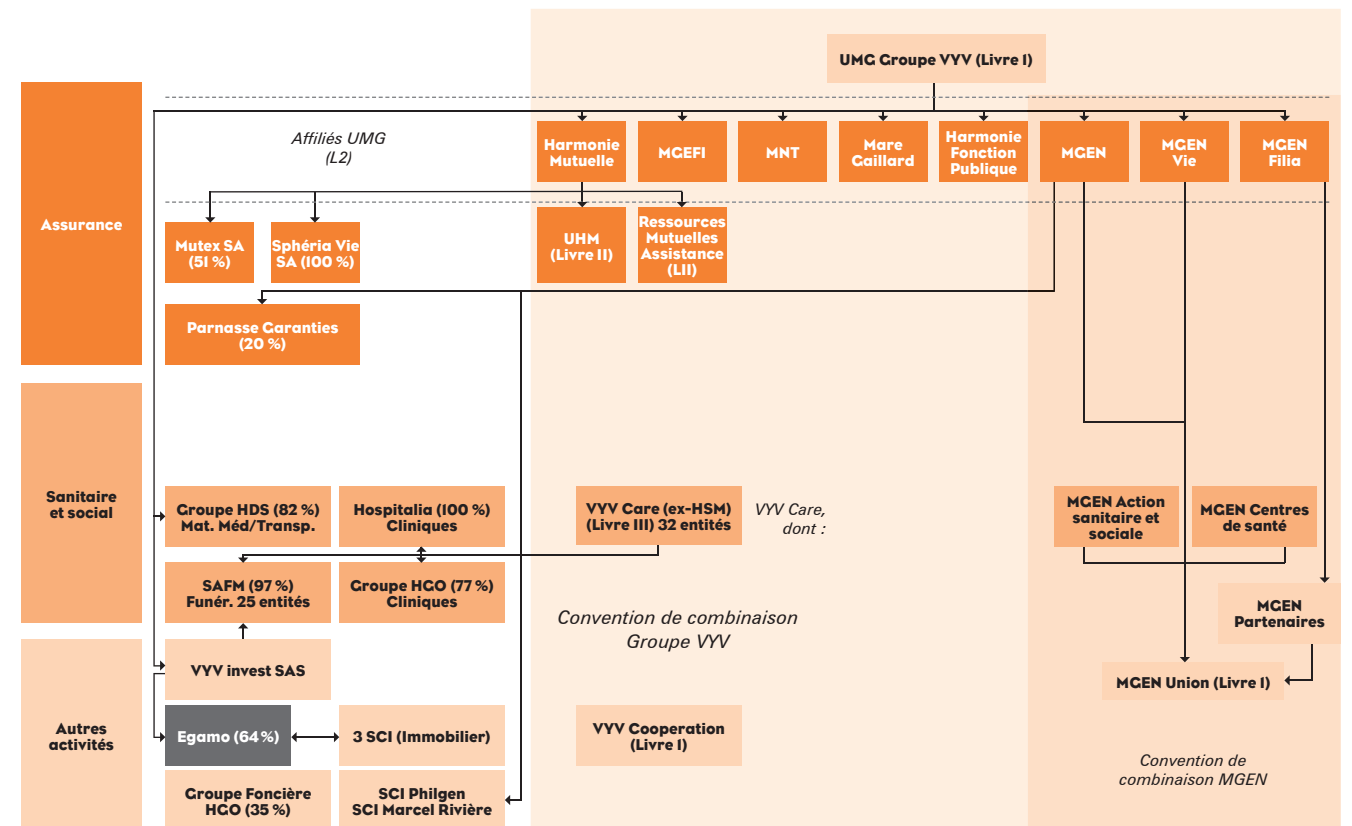 UMG Groupe VYV (Livre I)
Affiliés UMG
(L2)
Harmonie
Mutuelle
MGEFI
MNT
Mare
Gaillard
Harmonie
Fonction
Publique
MGEN
MGEN
Vie
MGEN
Filia
Assurance
Mutex SA
(51 %)
Sphéria Vie
SA (100 %)
UHM
(Livre II)
Ressources
Mutuelles
Assistance
(LII)
Parnasse Garanties
(20 %)
Sanitaire
et social
Groupe HDS (82 %)
Mat. Méd/Transp.
Hospitalia (100 %)
Cliniques
VYV Care (ex-HSM)
(Livre III) 32 entités
VYV Care,
dont :
MGEN Action
sanitaire et
sociale
MGEN Centres
de santé
SAFM (97 %)
Funér. 25 entités
Groupe HGO (77 %)
Cliniques
Convention de combinaison
Groupe VYV
MGEN
Partenaires
VYV invest SAS
MGEN Union (Livre I)
Autres
activités
Egamo (64 %)
3 SCI (Immobilier)
VYV Cooperation
(Livre I)
Convention de
combinaison MGEN
Groupe Foncière
HGO (35 %)
SCI Philgen
SCI Marcel Rivière